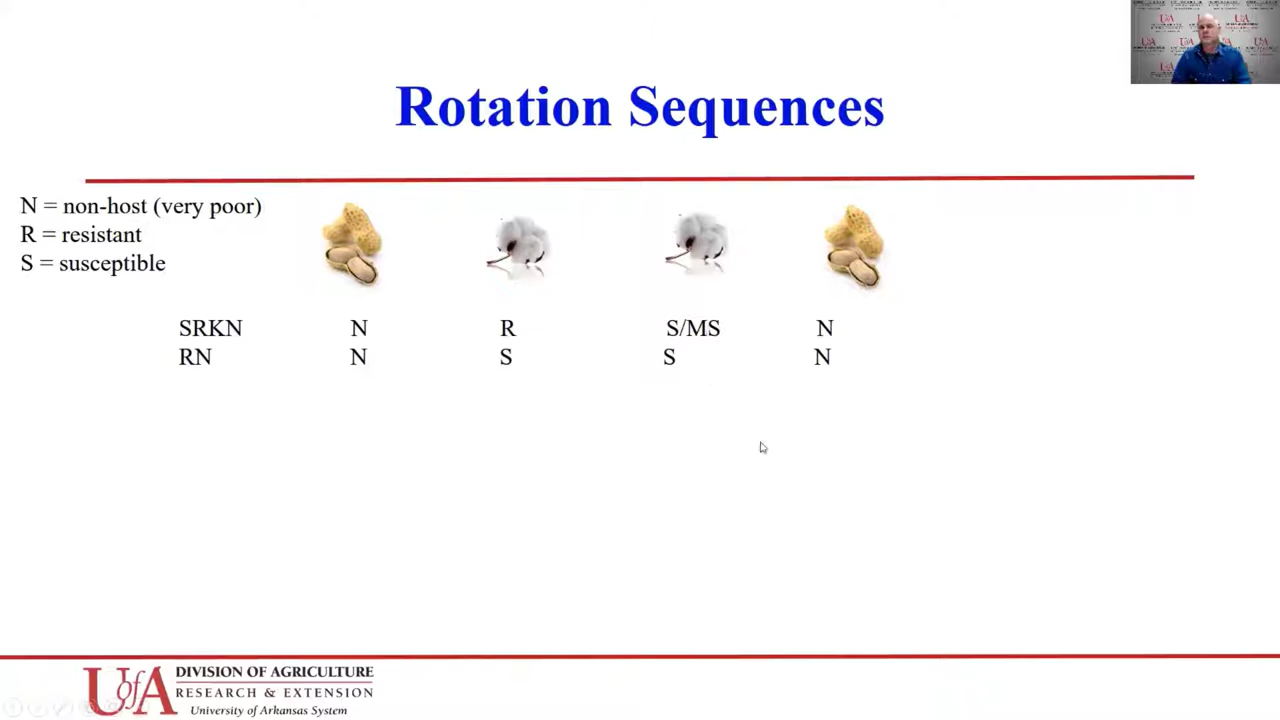 Rotation Sequences
N = non-host (very poor)
R = resistant
S = susceptible
SRKN N R S/MS N
RN N S S N
UofA DIVISION OF AGRICULTURE
RESEARCH & EXTENSION
University of Arkansas System